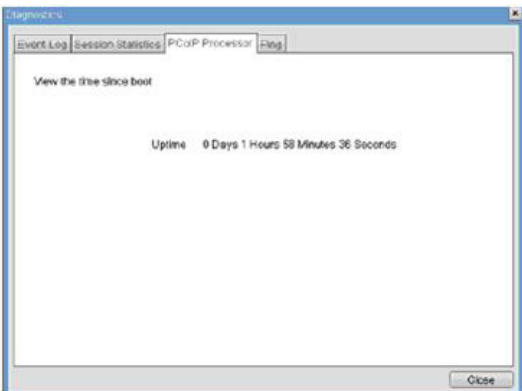 Diagnostics
Event Log Session Statistics PCoIP Processor Ping
View the time since boot
Uptime 0 Days 1 Hours 58 Minutes 36 Seconds
Close